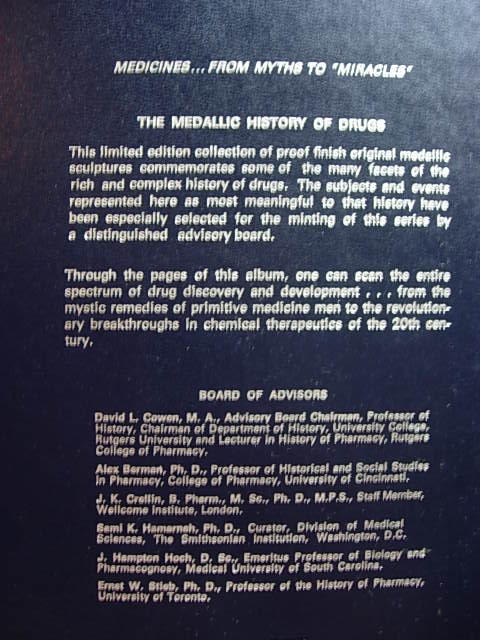 MEDICINES... FROM MYTHS TO "MIRACLES"
THE MEDALLIC HISTORY OF DRUGS
This limited edition collection of proof finish original medallic
sculptures commemorates some of the many facets of the
rich and complex history of drugs. The subjects and events
represented here as most meaningful to that history have
been especially selected for the minting of this series by
a distinguished advisory board.
Through the pages of this album, one can scan the entire
spectrum of drug discovery and development . . . from the
mystic remedies of primitive medicine men to the revolution-
ary breakthroughs in chemical therapeutics of the 20th cen-
tury.
BOARD OF ADVISORS
David L. Cowen, M. A., Advisory Board Chairman, Professor of
History, Chairman of Department of History, University College,
Rutgers University and Lecturer in History of Pharmacy, Rutgers
College of Pharmacy.
Alex Berman, Ph. D., Professor of Historical and Social Studies
in Pharmacy, College of Pharmacy, University of Cincinnati.
J. K. Crellin, B. Pharm., M. Sc., Ph. D., M.P.S., Staff Member,
Wellcome Institute, London.
Sami K. Hamarneh, Ph. D., Curator, Division of Medical
Sciences, The Smithsonian Institution, Washington, D.C.
J. Hampton Hoch, D. Sc., Emeritus Professor of Biology and
Pharmacognosy, Medical University of South Carolina.
Ernst W. Stieb, Ph. D., Professor of the History of Pharmacy,
University of Toronto.